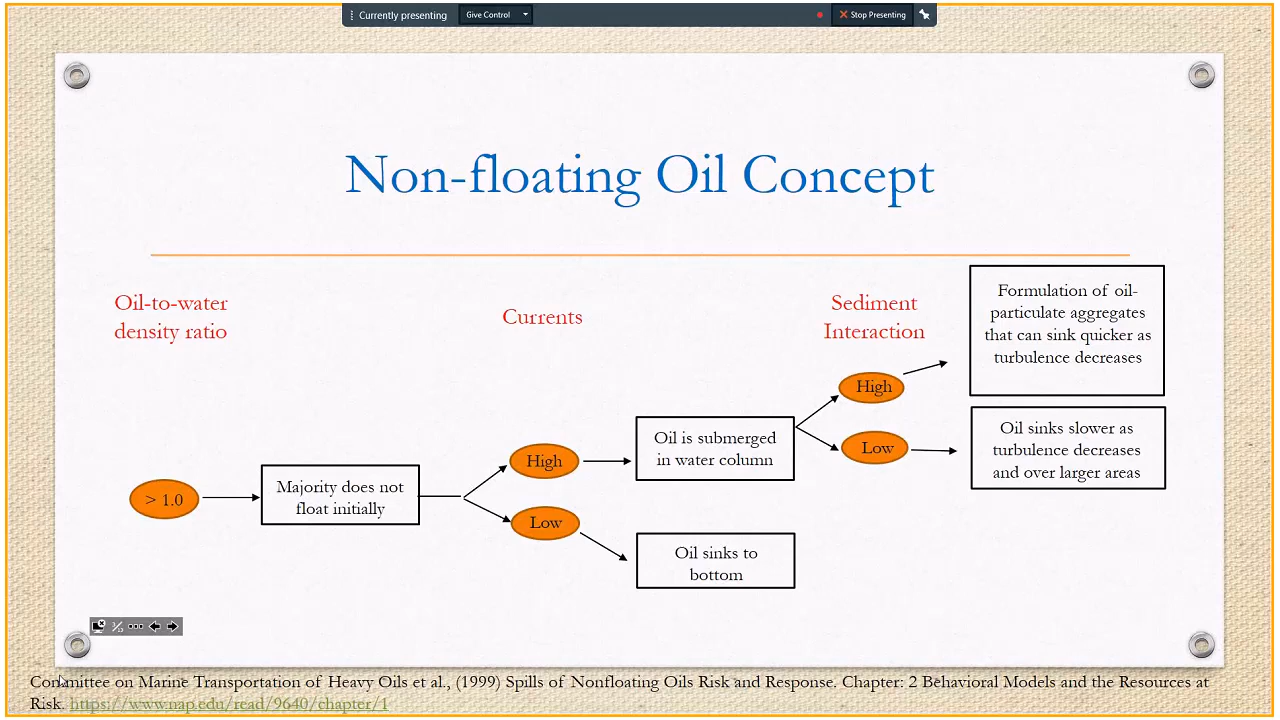 Currently presenting
Give Control
Stop Presenting
Non-floating Oil Concept
Oil-to-water
density ratio
Currents
Sediment
Interaction
Formulation of oil-
particulate aggregates
that can sink quicker as
turbulence decreases
High
Low
Oil sinks slower as
turbulence decreases
and over larger areas
Oil is submerged
in water column
High
Low
Majority does not
float initially
> 1.0
Oil sinks to
bottom
Committee on Marine Transportation of Heavy Oils et al., (1999) Spills of Nonfloating Oils Risk and Response. Chapter: 2 Behavioral Models and the Resources at
Risk. https://www.nap.edu/read/9640/chapter/1